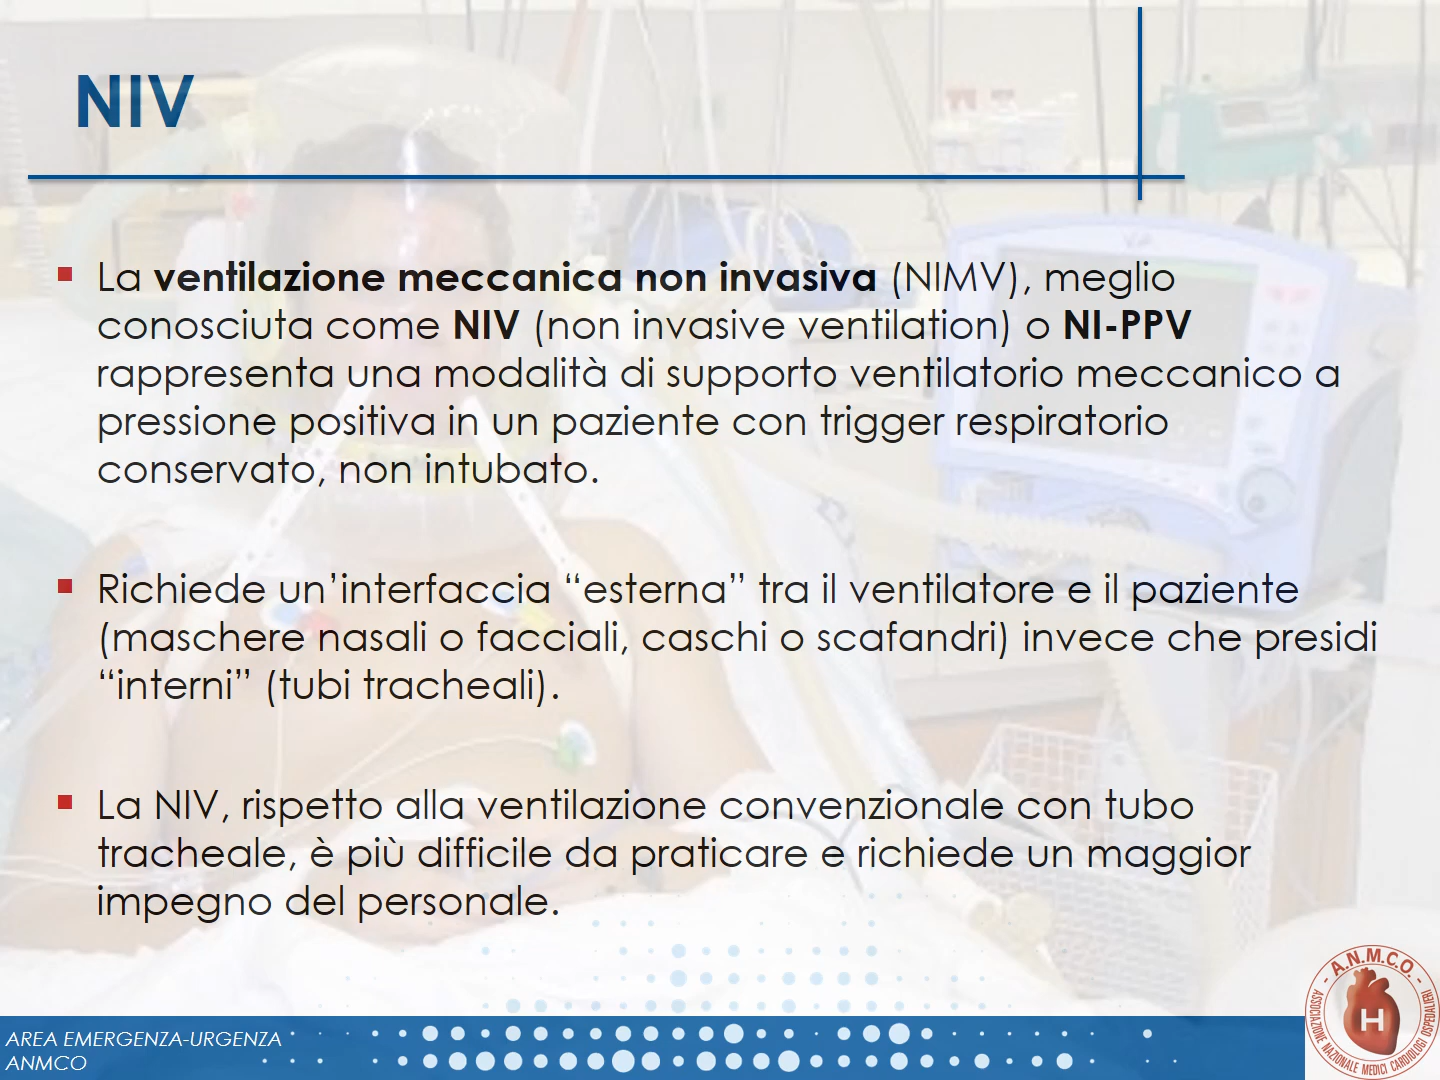 NIV
La ventilazione meccanica non invasiva (NIMV), meglio
conosciuta come NIV (non invasive ventilation) o NI-PPV
rappresenta una modalità di supporto ventilatorio meccanico a
pressione positiva in un paziente con trigger respiratorio
conservato, non intubato.
Richiede un’interfaccia “esterna” tra il ventilatore e il paziente
(maschere nasali o facciali, caschi o scafandri) invece che presidi
“interni” (tubi tracheali).
La NIV, rispetto alla ventilazione convenzionale con tubo
tracheale, è più difficile da praticare e richiede un maggior
impegno del personale.
AREA EMERGENZA-URGENZA
ANMCO
- A.N.M.C.O. -
ASSOCIAZIONE NAZIONALE MEDICI CARDIOLOGI OSPEDALIERI
H